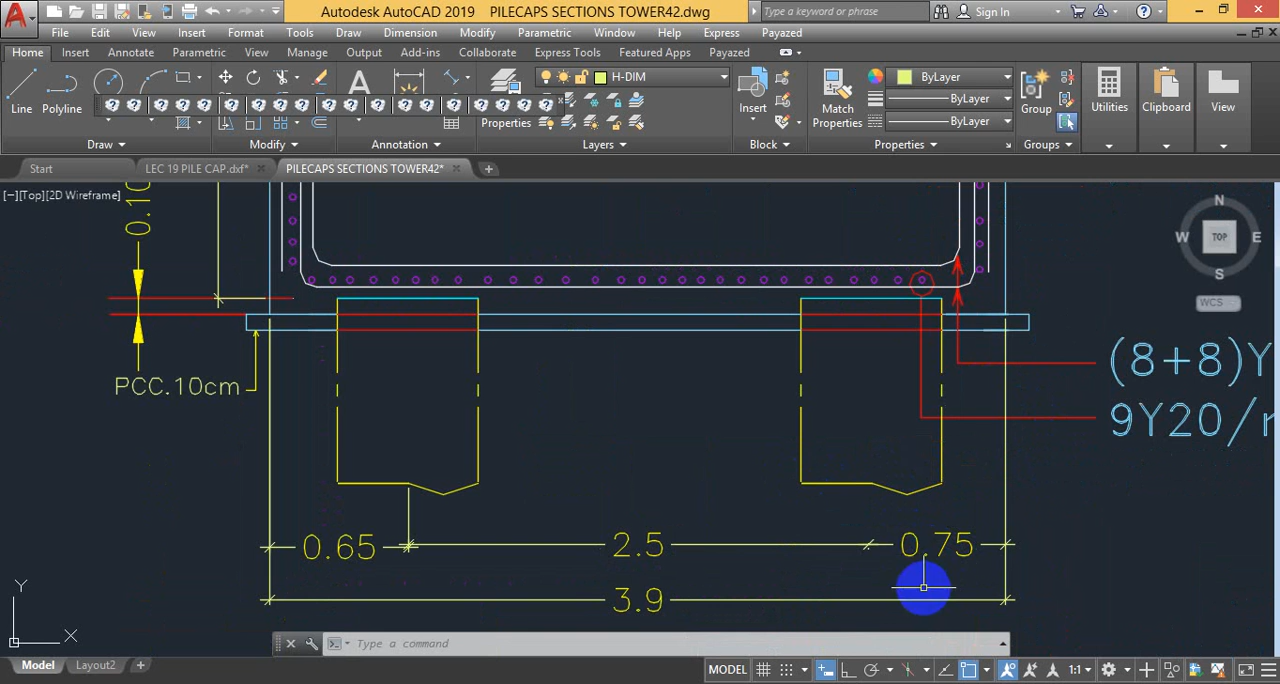 Autodesk AutoCAD 2019 PILECAPS SECTIONS TOWER42.dwg
Type a keyword or phrase
Sign In
File Edit View Insert Format Tools Draw Dimension Modify Parametric Window Help Express Payazed
Home Insert Annotate Parametric View Manage Output Add-ins Collaborate Express Tools Featured Apps Payazed
Line Polyline
Properties
H-DIM
Insert
Match
Properties
ByLayer
ByLayer
ByLayer
Group
Utilities
Clipboard
View
Draw Modify Annotation Layers Block Properties Groups
Start LEC 19 PILE CAP.dxf* PILECAPS SECTIONS TOWER42*
[−][Top][2D Wireframe]
N
W TOP E
S
WCS
PCC.10cm
(8+8)Y
9Y20/
0.65 2.5 0.75
3.9
Y
X
Type a command
Model Layout2
MODEL 1:1